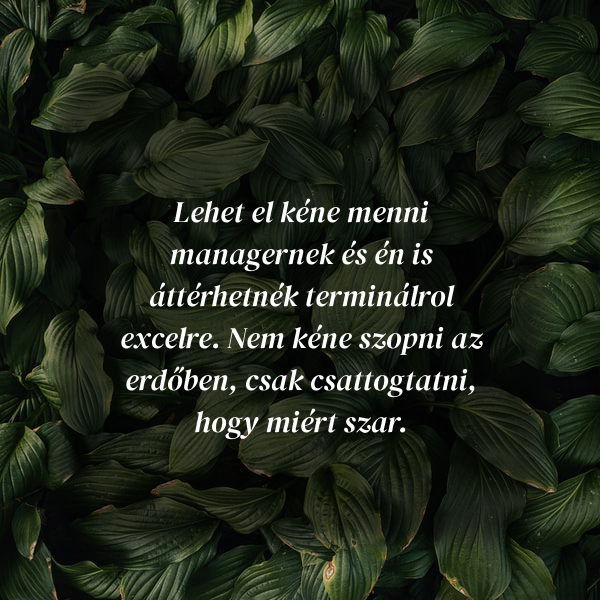 Lehet el kéne menni
managernek és én is
áttérhetnék terminálrol
excelre. Nem kéne szopni az
erdőben, csak csattogtatni,
hogy miért szar.